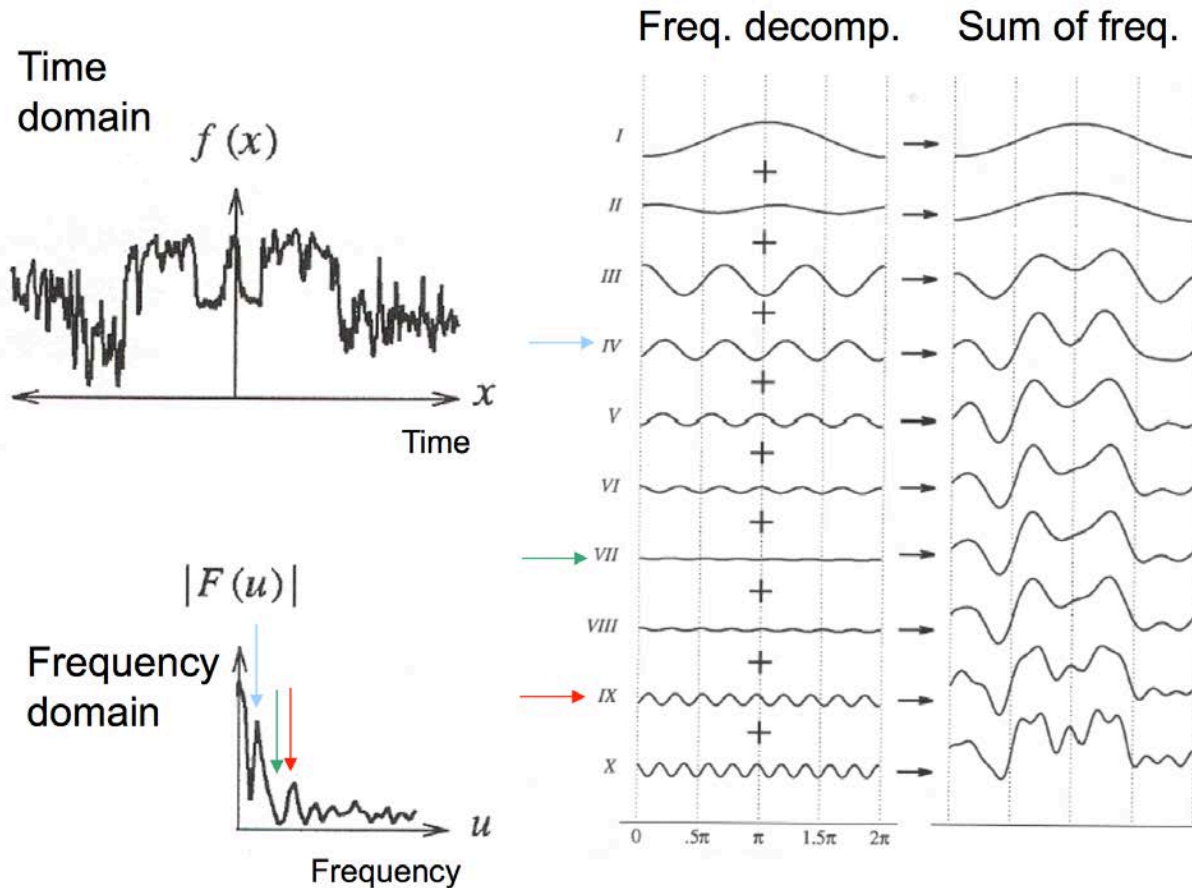 Freq. decomp.
Sum of freq.
Time
domain
f (x)
x
Time
|F (u)|
Frequency
domain
u
Frequency
I
+
II
+
III
+
IV
+
V
+
VI
+
VII
+
VIII
+
IX
+
X
0 .5π π 1.5π 2π